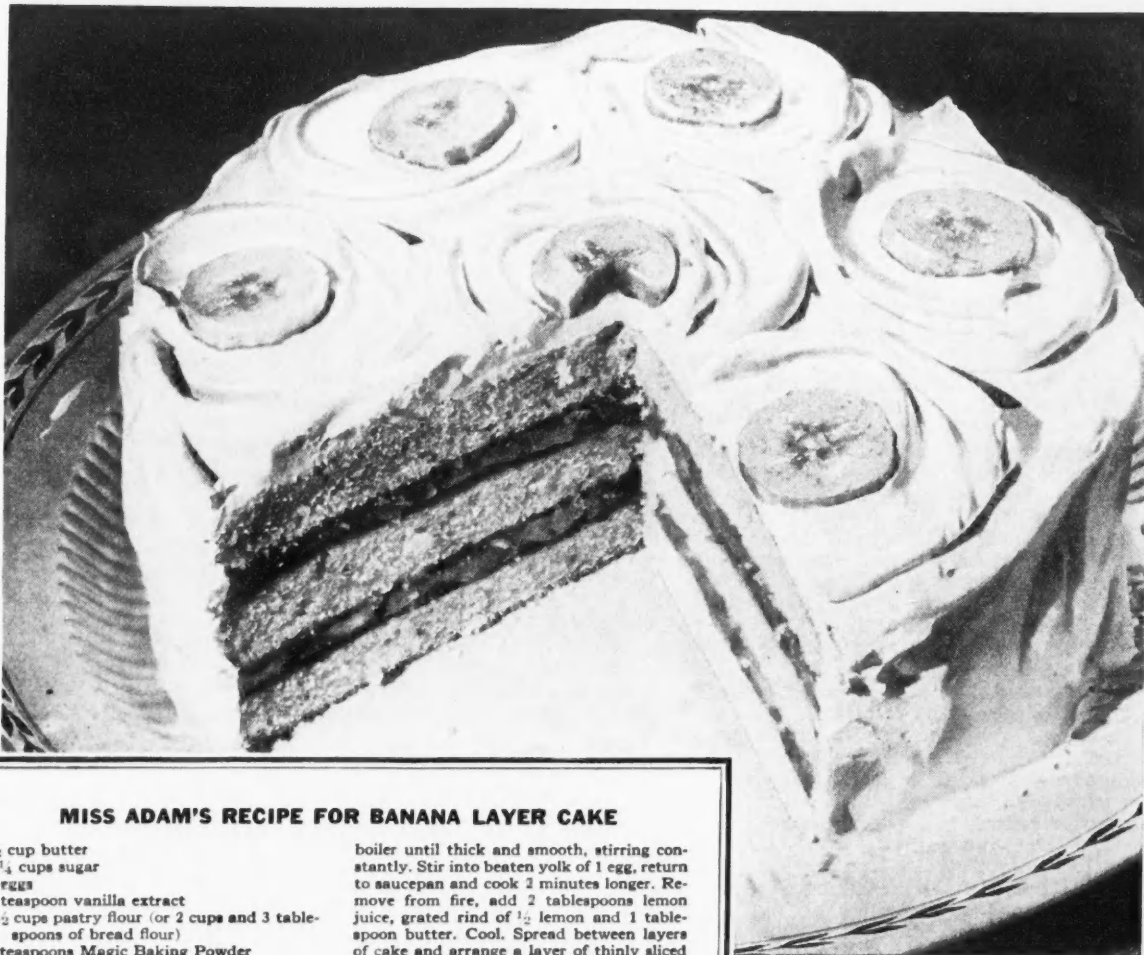 MISS ADAM'S RECIPE FOR BANANA LAYER CAKE
cup butter
¼ cups sugar
eggs
teaspoon vanilla extract
½ cups pastry flour (or 2 cups and 3 table-
spoons of bread flour)
teaspoons Magic Baking Powder
boiler until thick and smooth, stirring con-
stantly. Stir into beaten yolk of 1 egg, return
to saucepan and cook 2 minutes longer. Re-
move from fire, add 2 tablespoons lemon
juice, grated rind of ½ lemon and 1 table-
spoon butter. Cool. Spread between layers
of cake and arrange a layer of thinly sliced